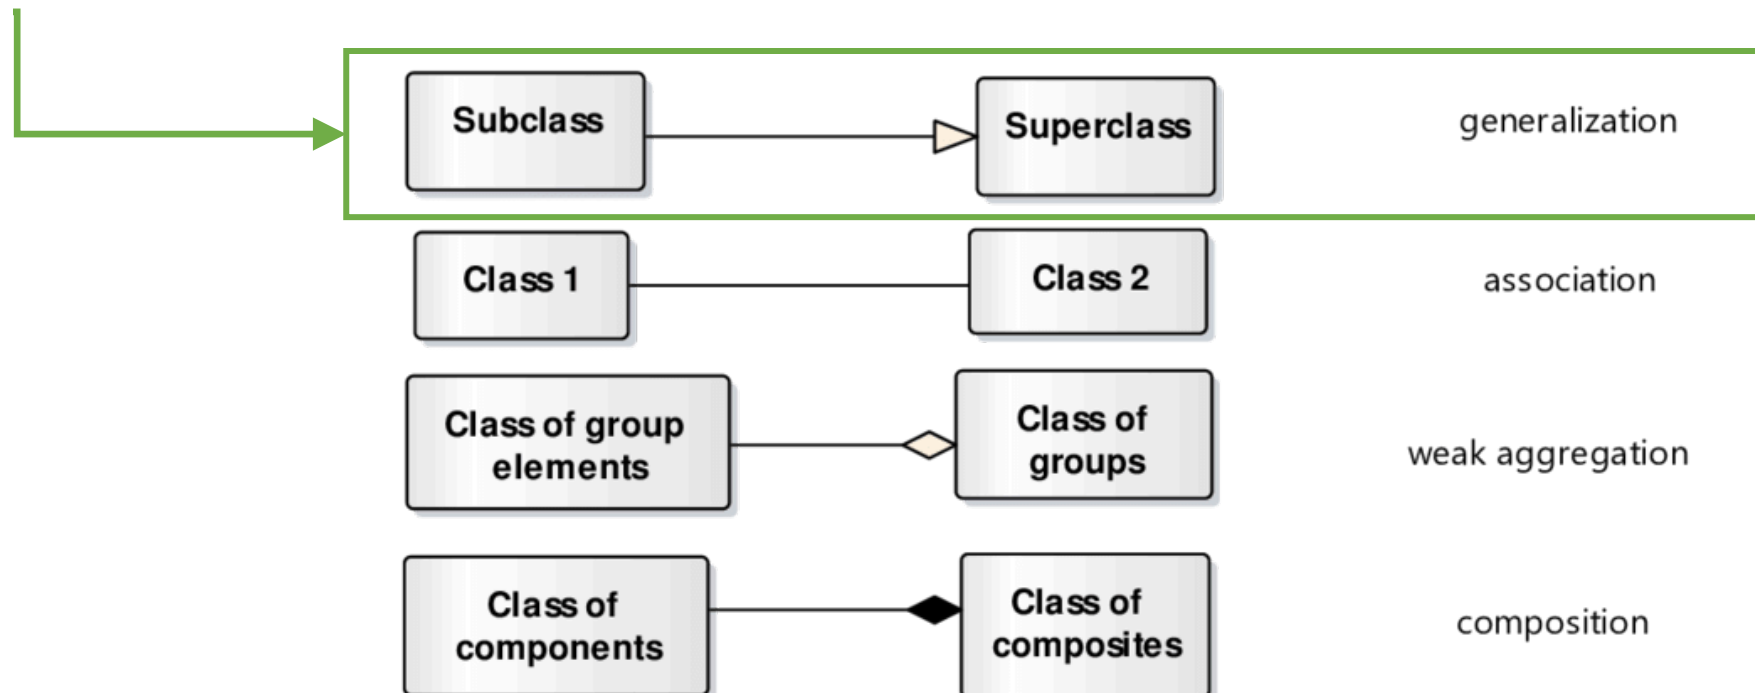 Subclass
Superclass
generalization
Class 1
Class 2
association
Class of group
elements
Class of
groups
weak aggregation
Class of
components
Class of
composites
composition